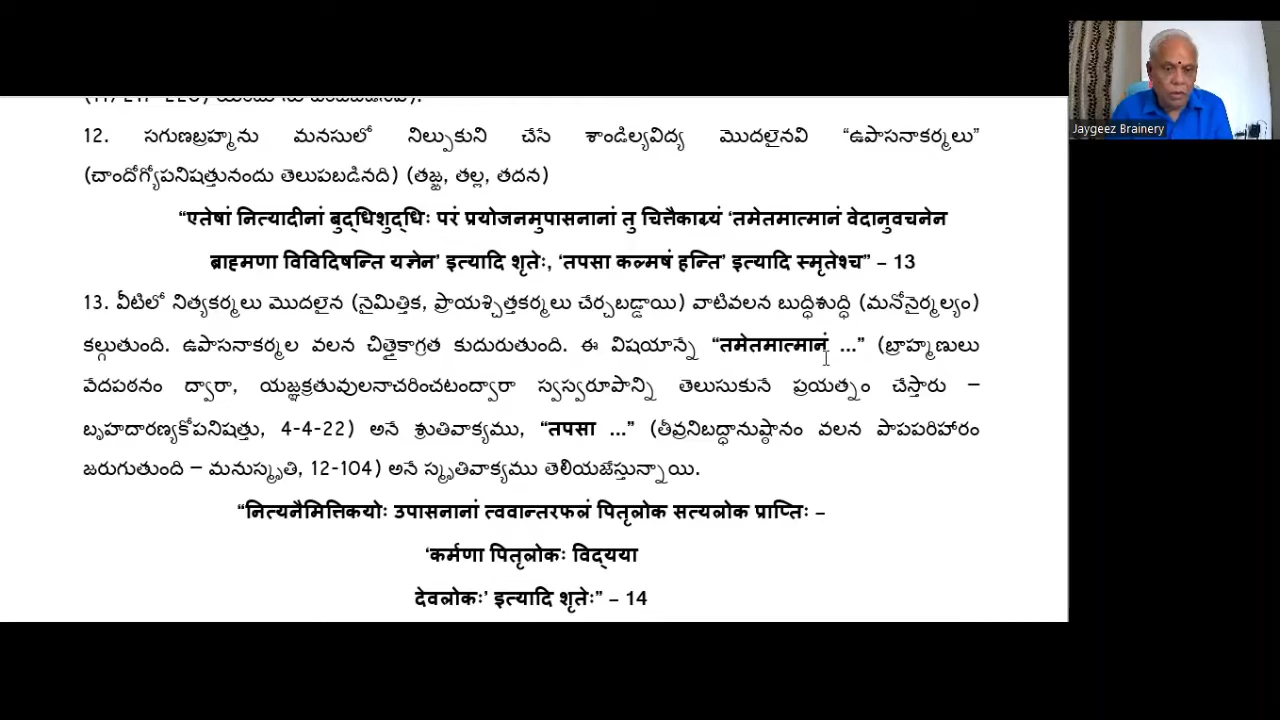 Jaygeez Brainery
12. సగుణబ్రహ్మను మనసులో నిల్పుకుని చేసే శాండిల్యవిద్య మొదలైనవి “ఉపాసనాకర్మలు”
(చాందోగ్యోపనిషత్తునందు తెలుపబడినది) (తజ్జ, తల్ల, తదన)
“एतेषां नित्यादीनां बुद्धिशुद्धिः परं प्रयोजनमुपासनानां तु चित्तैकाग्र्यं ‘तमेतमात्मानं वेदानुवचनेन
ब्राह्मणा विविदिषन्ति यज्ञेन’ इत्यादि शृतेः, ‘तपसा कल्मषं हन्ति’ इत्यादि स्मृतेश्च” – 13
13. వీటిలో నిత్యకర్మలు మొదలైన (నైమిత్తిక, ప్రాయశ్చిత్తకర్మలు చేర్చబడ్డాయి) వాటివలన బుద్ధిశుద్ధి (మనోనైర్మల్యం)
కల్గుతుంది. ఉపాసనాకర్మల వలన చిత్తైకాగ్రత కుదురుతుంది. ఈ విషయాన్నే “तमेतमात्मानं ...” (బ్రాహ్మణులు
వేదపఠనం ద్వారా, యజ్ఞక్రతువులనాచరించటంద్వారా స్వస్వరూపాన్ని తెలుసుకునే ప్రయత్నం చేస్తారు –
బృహదారణ్యకోపనిషత్తు, 4-4-22) అనే శ్రుతివాక్యము, “तपसा ...” (తీవ్రనిబద్ధానుష్ఠానం వలన పాపపరిహారం
జరుగుతుంది – మనుస్మృతి, 12-104) అనే స్మృతివాక్యము తెలియజేస్తున్నాయి.
“नित्यनैमित्तिकयोः उपासनानां त्ववान्तरफलं पितृलोक सत्यलोक प्राप्तिः –
‘कर्मणा पितृलोकः विद्यया
देवलोकः’ इत्यादि शृतेः” – 14